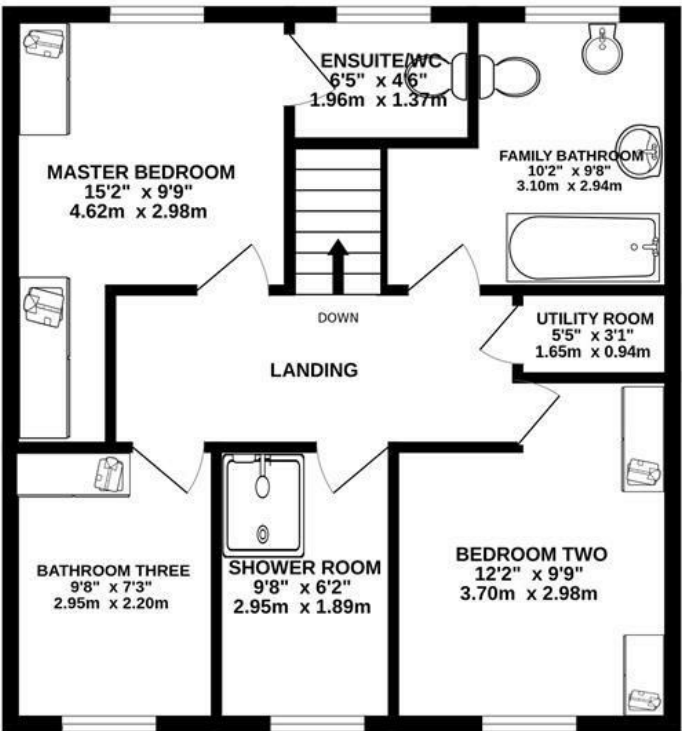 ENSUITE/WC
6'5" x 4'6"
1.96m x 1.37m
MASTER BEDROOM
15'2" x 9'9"
4.62m x 2.98m
FAMILY BATHROOM
10'2" x 9'8"
3.10m x 2.94m
DOWN
UTILITY ROOM
5'5" x 3'1"
1.65m x 0.94m
LANDING
BATHROOM THREE
9'8" x 7'3"
2.95m x 2.20m
SHOWER ROOM
9'8" x 6'2"
2.95m x 1.89m
BEDROOM TWO
12'2" x 9'9"
3.70m x 2.98m